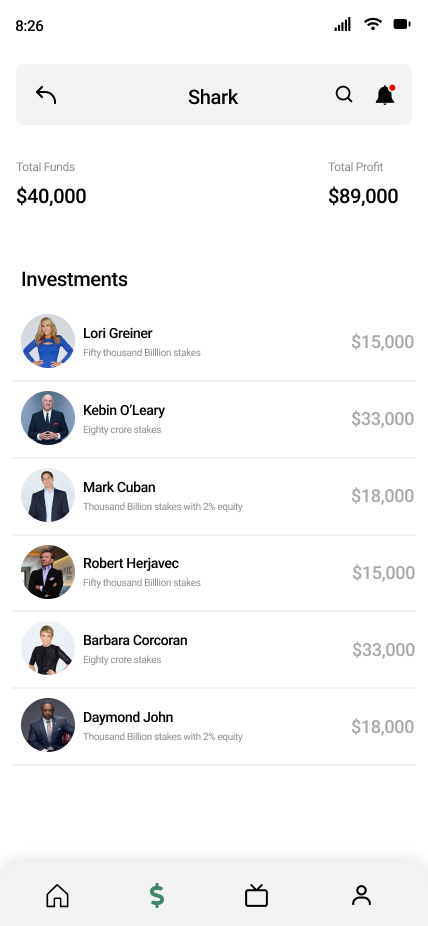 8:26
Shark
Total Funds
Total Profit
$40,000
$89,000
Investments
Lori Greiner
Fifty thousand Billlion stakes
$15,000
Kebin O’Leary
Eighty crore stakes
$33,000
Mark Cuban
Thousand Billion stakes with 2% equity
$18,000
Robert Herjavec
Fifty thousand Billlion stakes
$15,000
Barbara Corcoran
Eighty crore stakes
$33,000
Daymond John
Thousand Billion stakes with 2% equity
$18,000